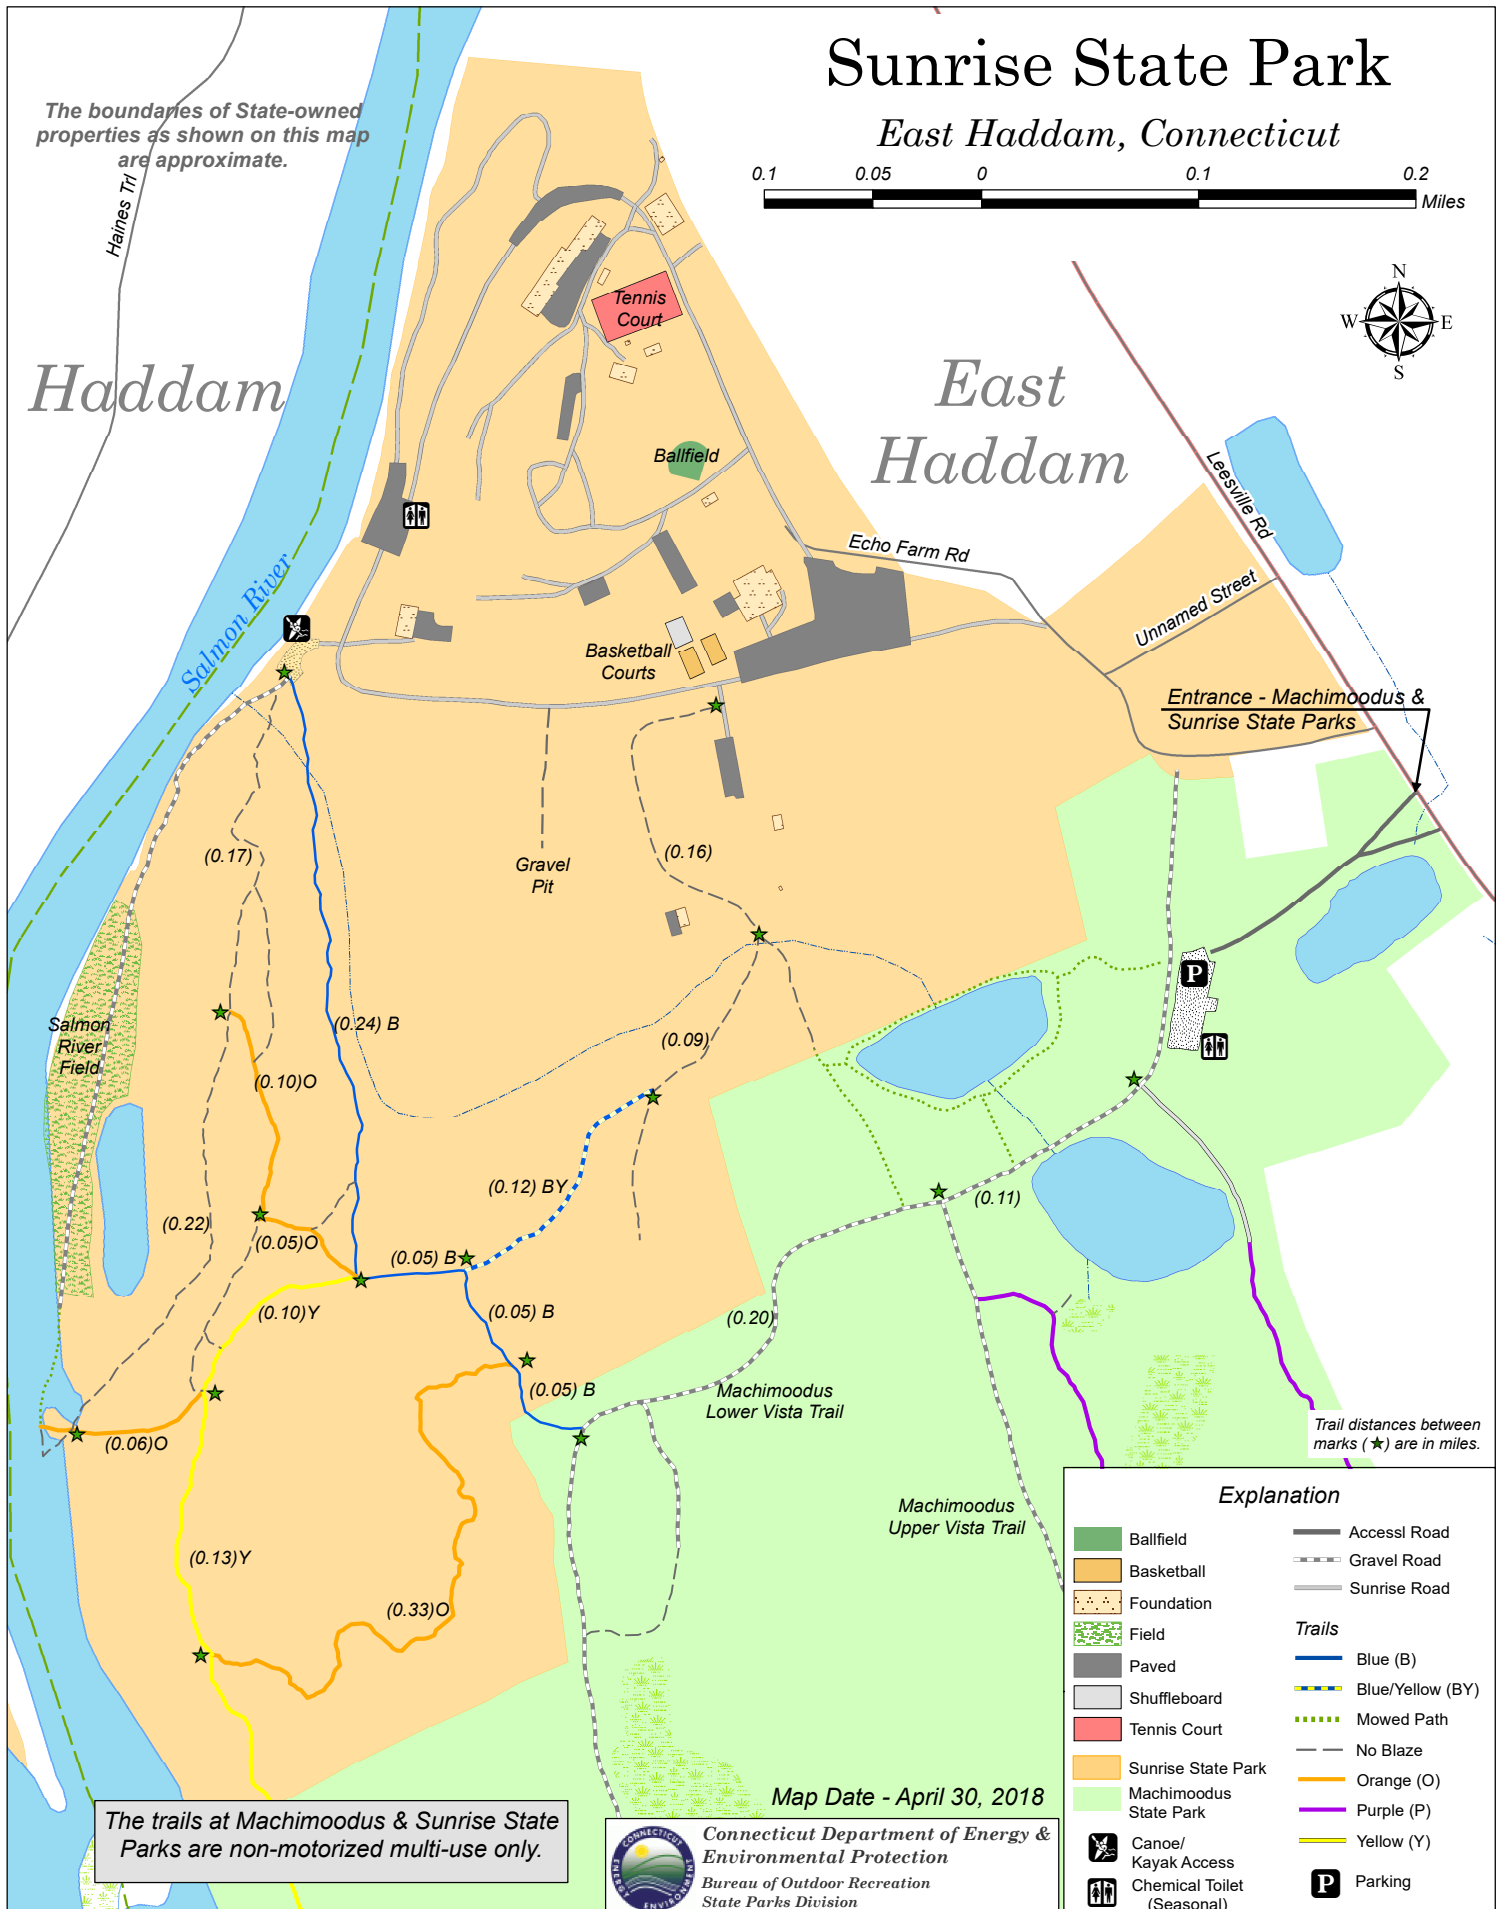 Sunrise State Park
East Haddam, Connecticut
0.1 0.05 0 0.1 0.2
Miles
The boundaries of State-owned
properties as shown on this map
are approximate.
Haines Trl
N
W E
S
Tennis
Court
Haddam
East
Haddam
Ballfield
Leesville Rd
Echo Farm Rd
Unnamed Street
Salmon River
Basketball
Courts
Entrance - Machimoodus &
Sunrise State Parks
(0.17)
(0.16)
Gravel
Pit
P
Salmon
River
Field
(0.24) B
(0.09)
(0.10)O
(0.12) BY
(0.11)
(0.22)
(0.05)O
(0.05) B
(0.10)Y
(0.05) B
(0.20)
(0.05) B
Machimoodus
Lower Vista Trail
(0.06)O
Trail distances between
marks (★) are in miles.
Machimoodus
Upper Vista Trail
(0.13)Y
(0.33)O
Explanation
Ballfield
Basketball
Foundation
Field
Paved
Shuffleboard
Tennis Court
Sunrise State Park
Machimoodus
State Park
Canoe/
Kayak Access
Chemical Toilet
(Seasonal)
Accessl Road
Gravel Road
Sunrise Road
Trails
Blue (B)
Blue/Yellow (BY)
Mowed Path
No Blaze
Orange (O)
Purple (P)
Yellow (Y)
P Parking
Map Date - April 30, 2018
The trails at Machimoodus & Sunrise State
Parks are non-motorized multi-use only.
CONNECTICUT
ENERGY
ENVIRONMENT
Connecticut Department of Energy &
Environmental Protection
Bureau of Outdoor Recreation
State Parks Division